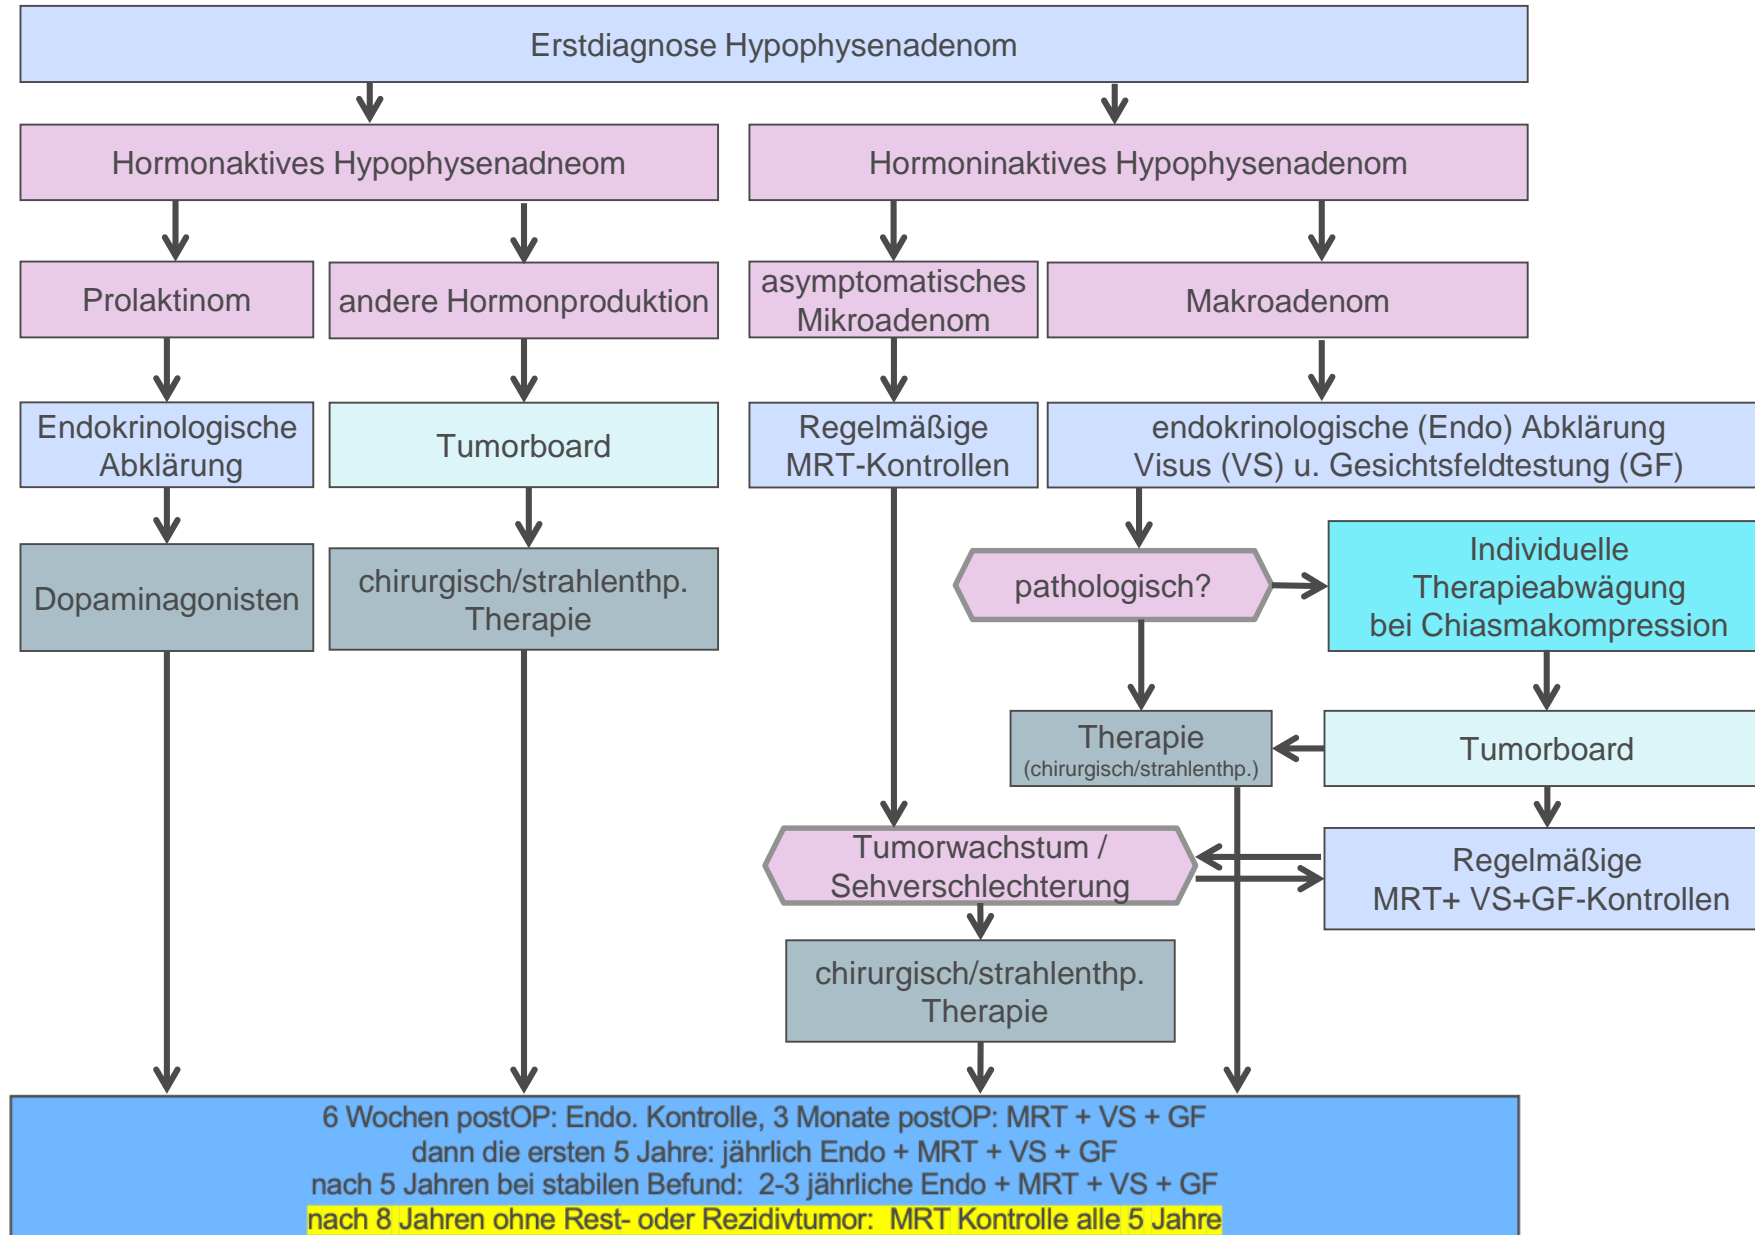 Erstdiagnose Hypophysenadenom
Hormonaktives Hypophysenadneom
Hormoninaktives Hypophysenadenom
Prolaktinom
andere Hormonproduktion
asymptomatisches
Mikroadenom
Makroadenom
Endokrinologische
Abklärung
Tumorboard
Regelmäßige
MRT-Kontrollen
endokrinologische (Endo) Abklärung
Visus (VS) u. Gesichtsfeldtestung (GF)
Dopaminagonisten
chirurgisch/strahlenthp.
Therapie
pathologisch?
Individuelle
Therapieabwägung
bei Chiasmakompression
Therapie
(chirurgisch/strahlenthp.)
Tumorboard
Tumorwachstum /
Sehverschlechterung
Regelmäßige
MRT+ VS+GF-Kontrollen
chirurgisch/strahlenthp.
Therapie
6 Wochen postOP: Endo. Kontrolle, 3 Monate postOP: MRT + VS + GF
dann die ersten 5 Jahre: jährlich Endo + MRT + VS + GF
nach 5 Jahren bei stabilen Befund: 2-3 jährliche Endo + MRT + VS + GF
nach 8 Jahren ohne Rest- oder Rezidivtumor: MRT Kontrolle alle 5 Jahre